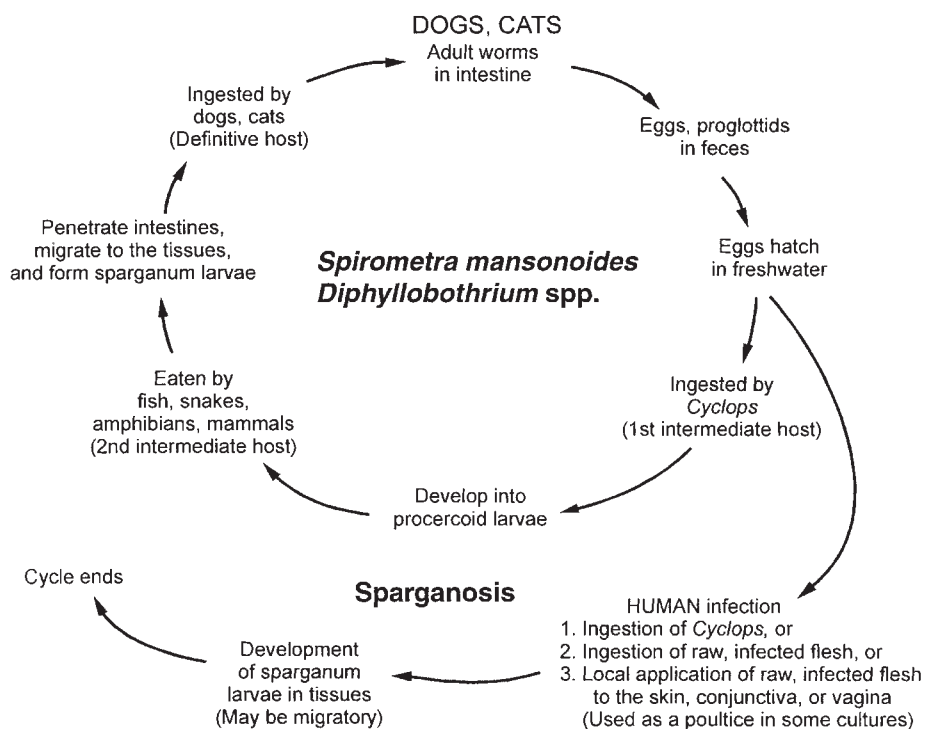 DOGS, CATS
Adult worms
in intestine
Eggs, proglottids
in feces
Eggs hatch
in freshwater
Ingested by
Cyclops
(1st intermediate host)
Develop into
procercoid larvae
Eaten by
fish, snakes,
amphibians, mammals
(2nd intermediate host)
Penetrate intestines,
migrate to the tissues,
and form sparganum larvae
Ingested by
dogs, cats
(Definitive host)
Spirometra mansonoides
Diphyllobothrium spp.
Sparganosis
HUMAN infection
1. Ingestion of Cyclops, or
2. Ingestion of raw, infected flesh, or
3. Local application of raw, infected flesh
to the skin, conjunctiva, or vagina
(Used as a poultice in some cultures)
Development
of sparganum
larvae in tissues
(May be migratory)
Cycle ends